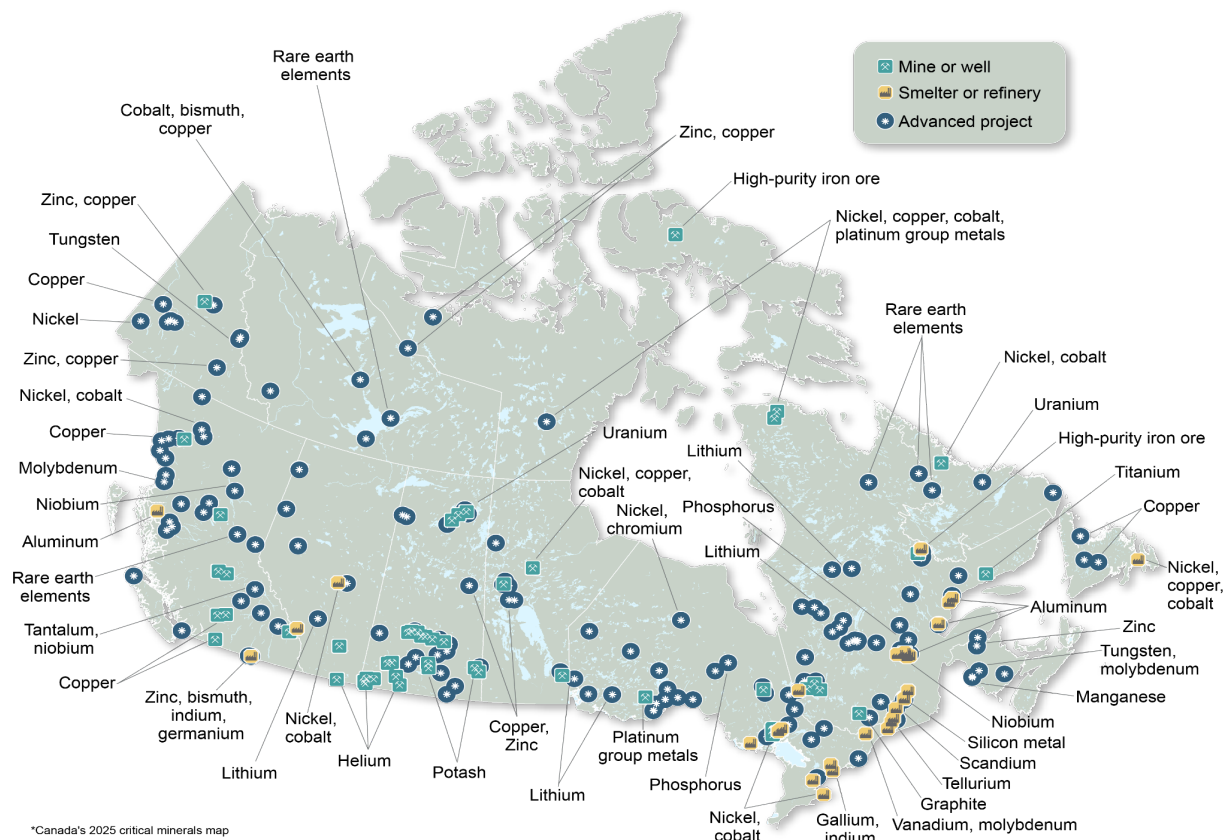 Rare earth
elements
Mine or well
Smelter or refinery
Advanced project
Cobalt, bismuth,
copper
Zinc, copper
High-purity iron ore
Zinc, copper
Nickel, copper, cobalt,
platinum group metals
Tungsten
Copper
Nickel
Rare earth
elements
Zinc, copper
Nickel, cobalt
Nickel, cobalt
Uranium
Copper
Uranium
High-purity iron ore
Lithium
Molybdenum
Nickel, copper,
cobalt
Titanium
Niobium
Phosphorus
Copper
Nickel,
chromium
Aluminum
Lithium
Nickel,
copper,
cobalt
Rare earth
elements
Aluminum
Tantalum,
niobium
Zinc
Tungsten,
molybdenum
Copper
Manganese
Zinc, bismuth,
indium,
germanium
Nickel,
cobalt
Helium
Potash
Copper,
Zinc
Platinum
group metals
Niobium
Silicon metal
Scandium
Lithium
Lithium
Phosphorus
Tellurium
Graphite
Nickel,
cobalt
Gallium,
indium
Vanadium, molybdenum
*Canada's 2025 critical minerals map